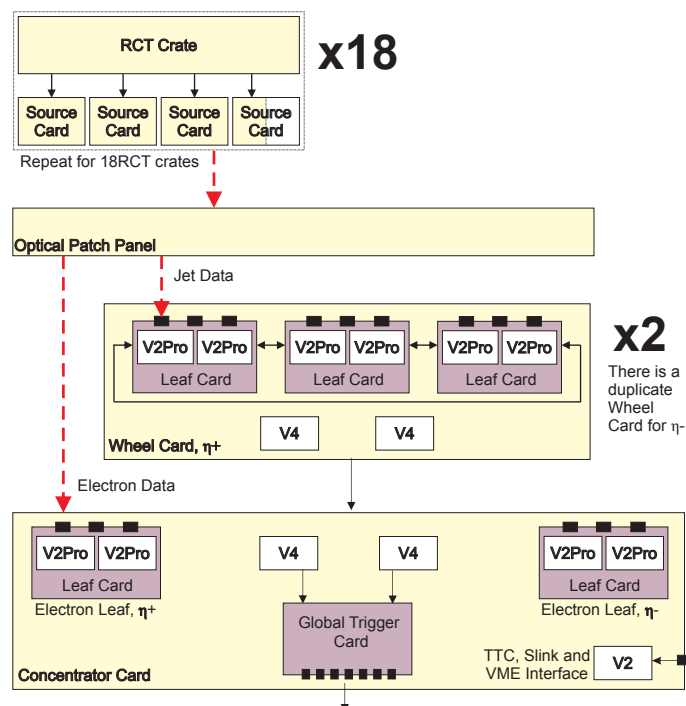 RCT Crate
x18
Source Card
Source Card
Source Card
Source Card
Repeat for 18RCT crates
Optical Patch Panel
Jet Data
V2Pro V2Pro
Leaf Card
V2Pro V2Pro
Leaf Card
V2Pro V2Pro
Leaf Card
x2
There is a
duplicate
Wheel
Card for η-
V4
V4
Wheel Card, η+
Electron Data
V2Pro V2Pro
Leaf Card
Electron Leaf, η+
V4
V4
Global Trigger
Card
V2Pro V2Pro
Leaf Card
Electron Leaf, η-
TTC, Slink and
VME Interface
V2
Concentrator Card